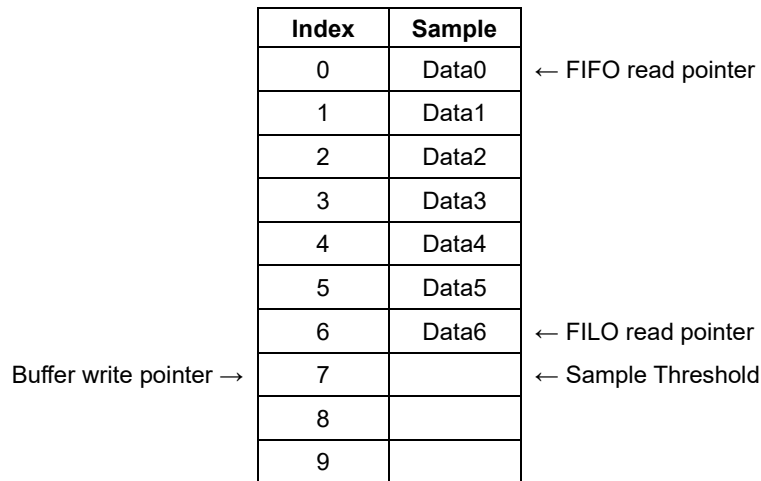 Index Sample
0 Data0 ← FIFO read pointer
1 Data1
2 Data2
3 Data3
4 Data4
5 Data5
6 Data6 ← FILO read pointer
Buffer write pointer → 7 ← Sample Threshold
8
9